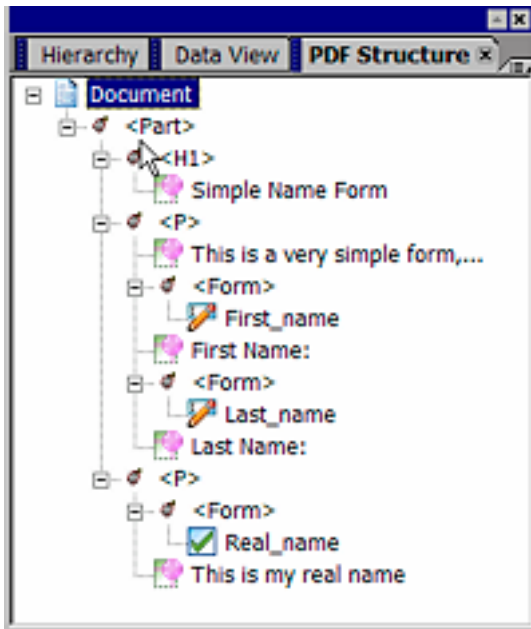 Hierarchy Data View PDF Structure
Document
<Part>
<H1>
Simple Name Form
<P>
This is a very simple form,...
<Form>
First_name
First Name:
<Form>
Last_name
Last Name:
<P>
<Form>
Real_name
This is my real name